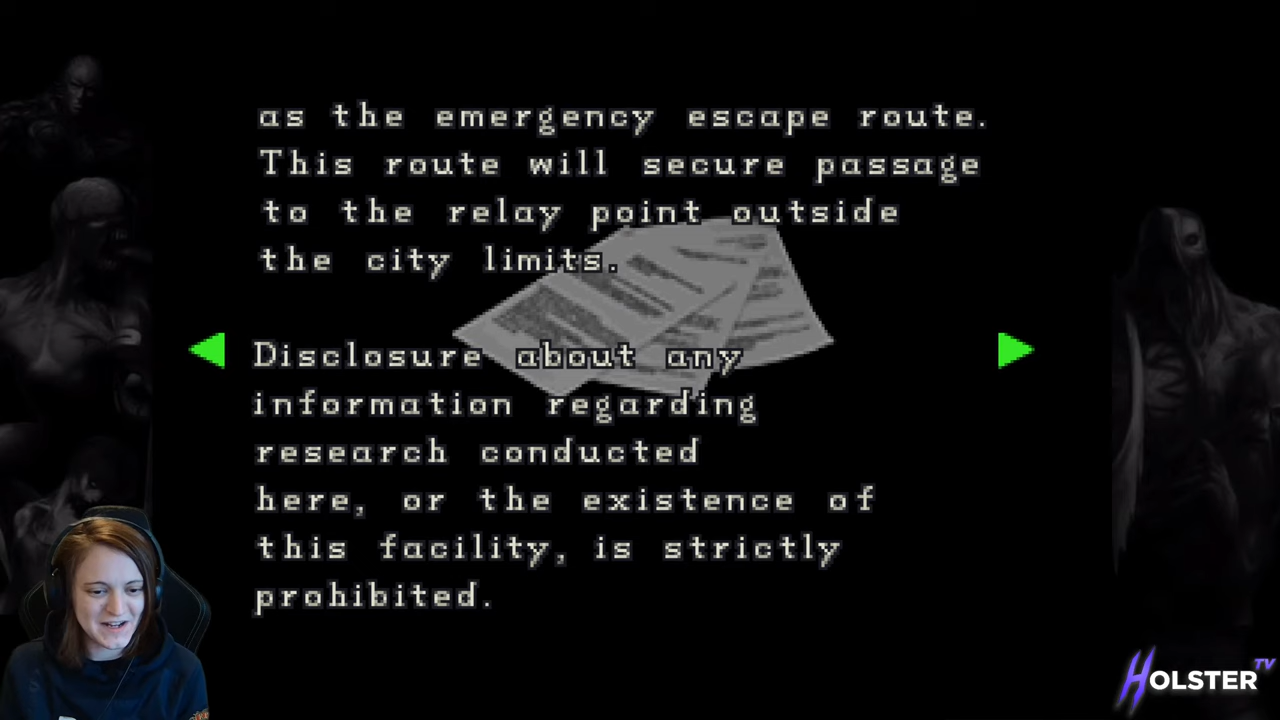 as the emergency escape route.
This route will secure passage
to the relay point outside
the city limits.
Disclosure about any
information regarding
research conducted
here, or the existence of
this facility, is strictly
prohibited.
HOLSTER TV